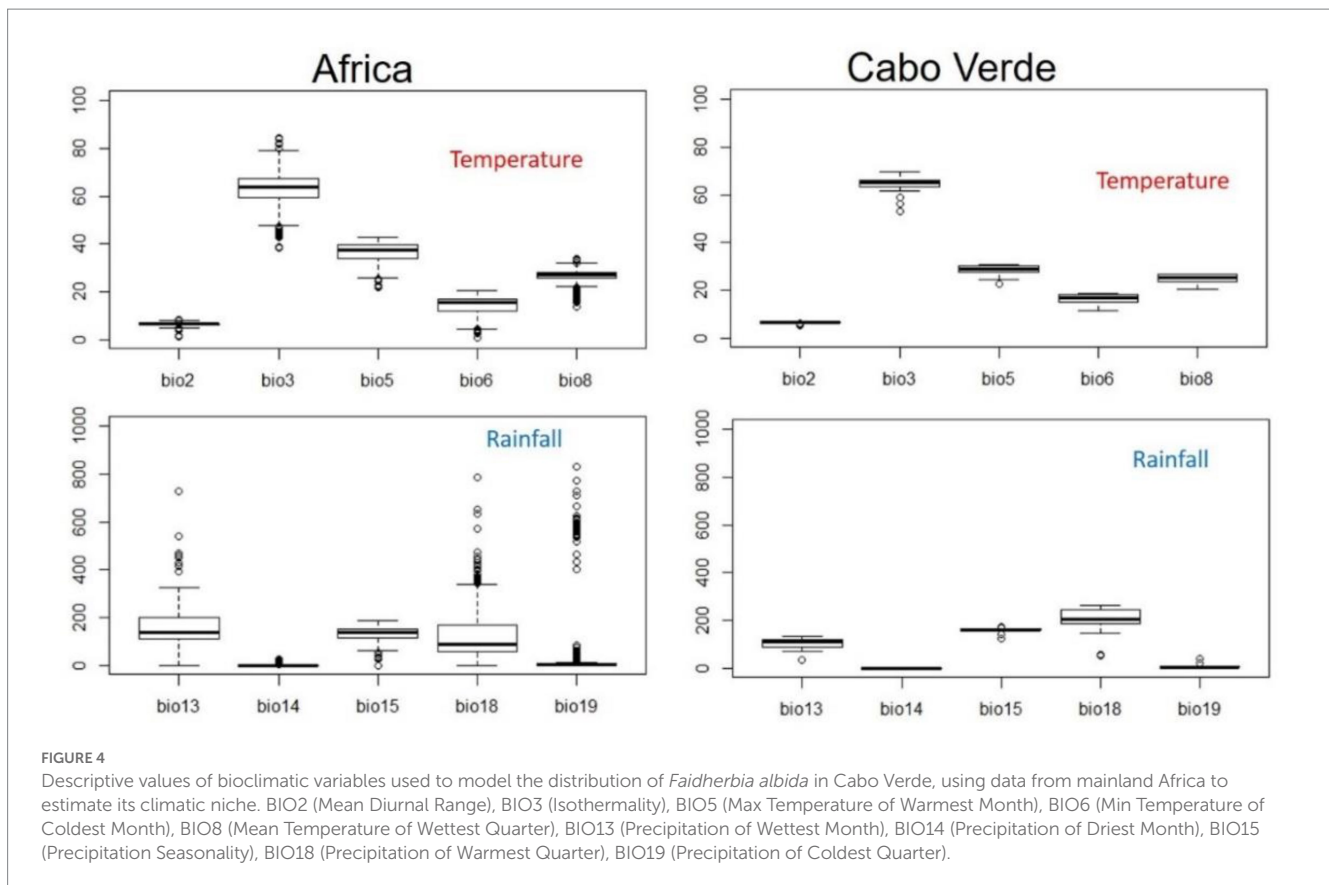 Africa
Cabo Verde
100
80
60
40
20
0
Temperature
bio2 bio3 bio5 bio6 bio8
100
80
60
40
20
0
Temperature
bio2 bio3 bio5 bio6 bio8
1000
800
600
400
200
0
Rainfall
bio13 bio14 bio15 bio18 bio19
1000
800
600
400
200
0
Rainfall
bio13 bio14 bio15 bio18 bio19
FIGURE 4
Descriptive values of bioclimatic variables used to model the distribution of Faidherbia albida in Cabo Verde, using data from mainland Africa to
estimate its climatic niche. BIO2 (Mean Diurnal Range), BIO3 (Isothermality), BIO5 (Max Temperature of Warmest Month), BIO6 (Min Temperature of
Coldest Month), BIO8 (Mean Temperature of Wettest Quarter), BIO13 (Precipitation of Wettest Month), BIO14 (Precipitation of Driest Month), BIO15
(Precipitation Seasonality), BIO18 (Precipitation of Warmest Quarter), BIO19 (Precipitation of Coldest Quarter).